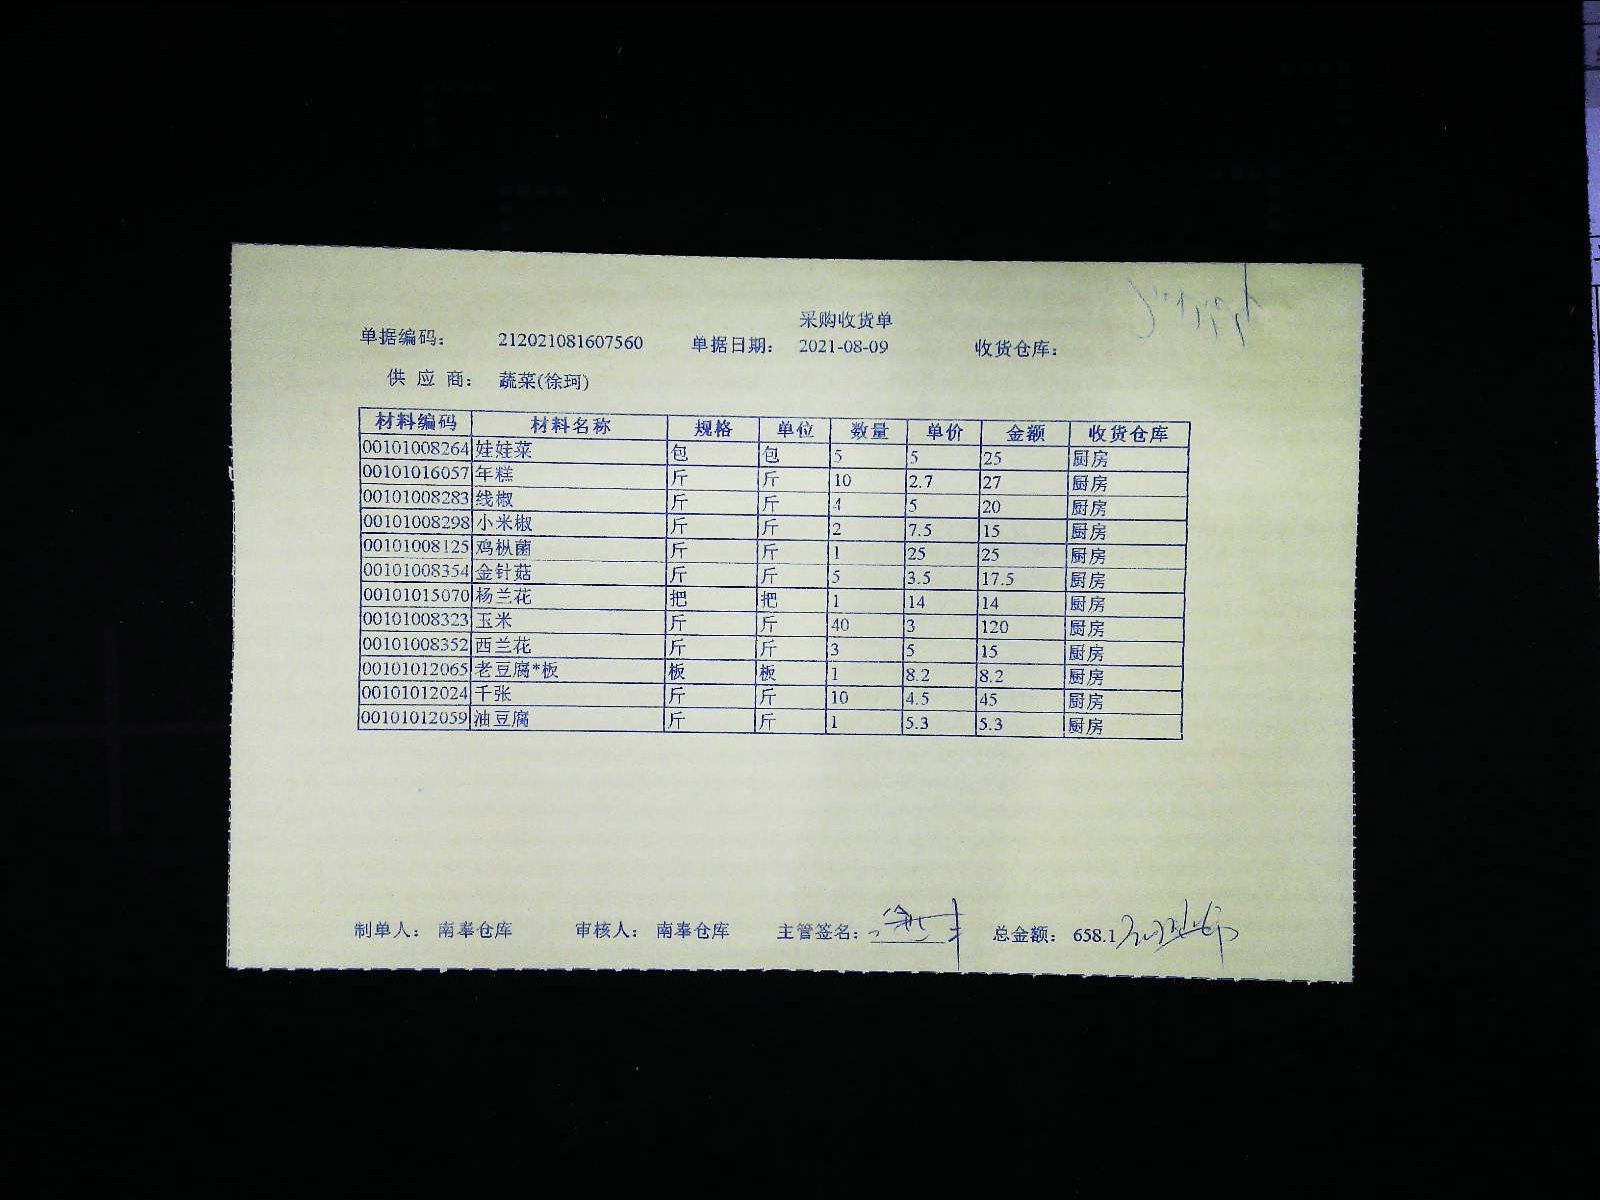 采购收货单
单据编码： 212021081607560 单据日期： 2021-08-09 收货仓库：
供 应 商： 蔬菜(徐珂)
材料编码 材料名称 规格 单位 数量 单价 金额 收货仓库
00101008264 娃娃菜 包 包 5 5 25 厨房
00101016057 年糕 斤 斤 10 2.7 27 厨房
00101008283 线椒 斤 斤 4 5 20 厨房
00101008298 小米椒 斤 斤 2 7.5 15 厨房
00101008125 鸡枞菌 斤 斤 1 25 25 厨房
00101008354 金针菇 斤 斤 5 3.5 17.5 厨房
00101015070 杨兰花 把 把 1 14 14 厨房
00101008323 玉米 斤 斤 40 3 120 厨房
00101008352 西兰花 斤 斤 3 5 15 厨房
00101012065 老豆腐*板 板 板 1 8.2 8.2 厨房
00101012024 千张 斤 斤 10 4.5 45 厨房
00101012059 油豆腐 斤 斤 1 5.3 5.3 厨房
制单人： 南奉仓库 审核人： 南奉仓库 主管签名： 总金额： 658.1